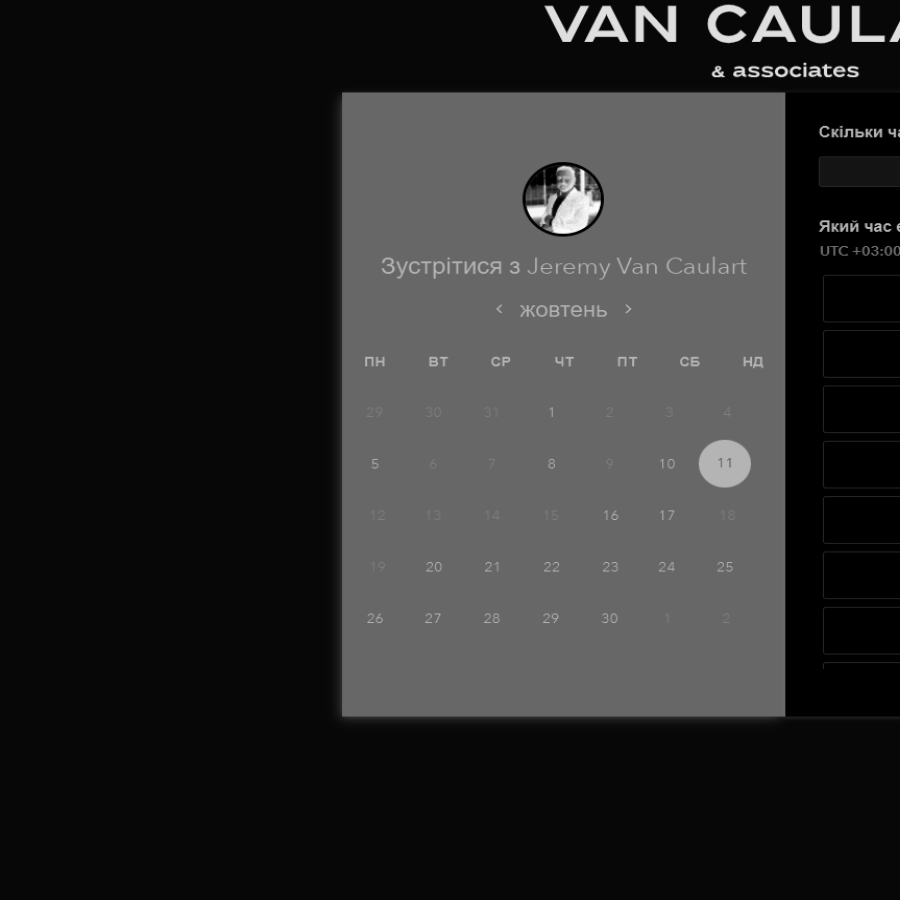 VAN CAULA
& associates
Зустрітися з Jeremy Van Caulart
жовтень
ПН ВТ СР ЧТ ПТ СБ НД
29 30 31 1 2 3 4
5 6 7 8 9 10 11
12 13 14 15 16 17 18
19 20 21 22 23 24 25
26 27 28 29 30 1 2
Скільки ча
Який час є
UTC +03:00